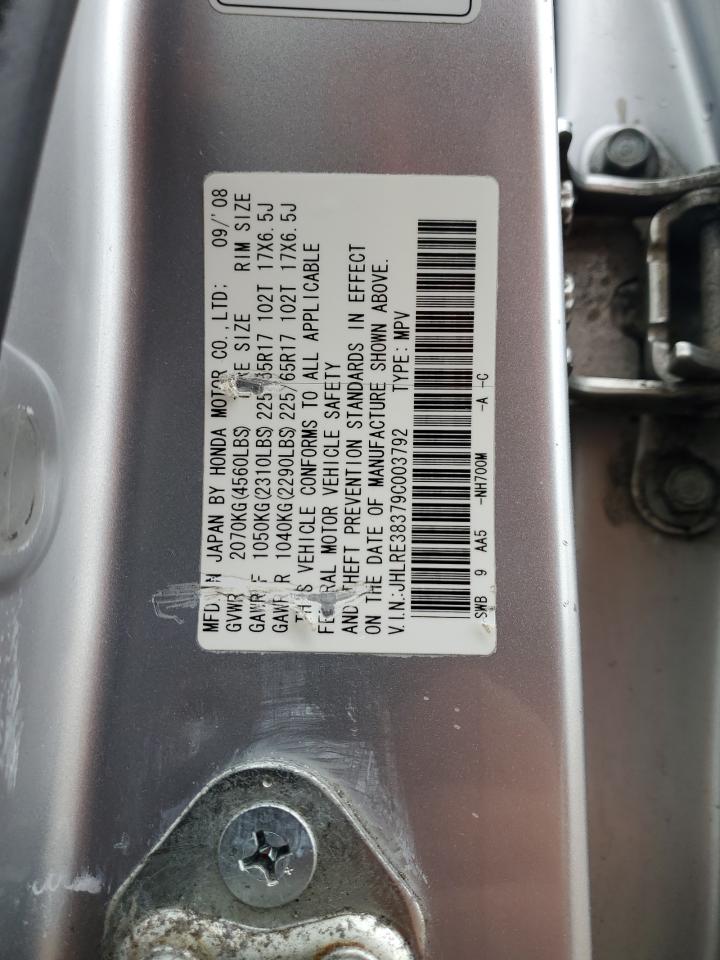 MFD. IN JAPAN BY HONDA MOTOR CO.,LTD; 09/'08
GVWR 2070KG(4560LBS) SIZE RIM SIZE
GAWR F 1050KG(2310LBS) 225 65R17 102T 17X6.5J
GAWR R 1040KG(2290LBS) 225 65R17 102T 17X6.5J
THIS VEHICLE CONFORMS TO ALL APPLICABLE
FEDERAL MOTOR VEHICLE SAFETY
AND THEFT PREVENTION STANDARDS IN EFFECT
ON THE DATE OF MANUFACTURE SHOWN ABOVE.
V.I.N.:JHLRE38379C003792 TYPE:MPV
SWB 9 AA5 -NH700M -A -C